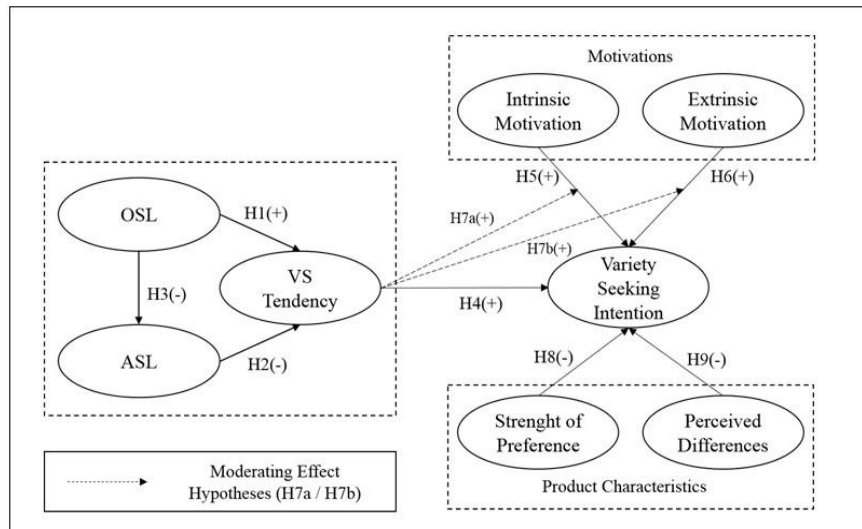 Motivations
Intrinsic
Motivation
Extrinsic
Motivation
H5(+)
H6(+)
OSL
H1(+)
H7a(+)
H7b(+)
VS
Tendency
Variety
Seeking
Intention
H3(-)
H4(+)
ASL
H2(-)
H8(-)
H9(-)
Strenght of
Preference
Perceived
Differences
Product Characteristics
Moderating Effect
Hypotheses (H7a / H7b)